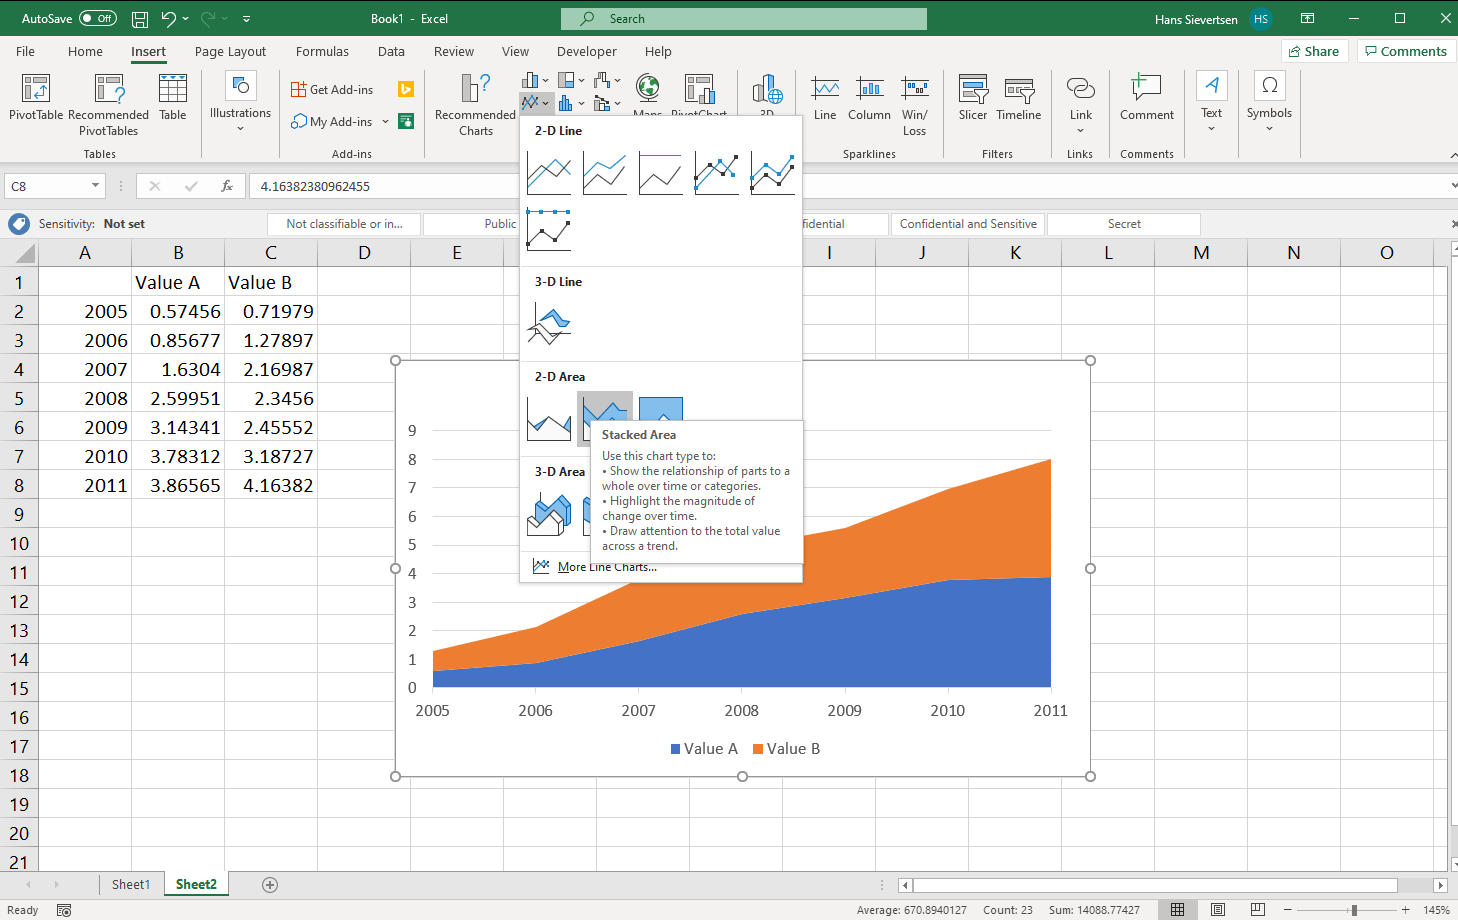 AutoSave Off Book1 - Excel Search Hans Sievertsen HS
File Home Insert Page Layout Formulas Data Review View Developer Help Share Comments
PivotTable Recommended PivotTables Table
Tables
Illustrations
Get Add-ins
My Add-ins
Add-ins
Recommended Charts
Maps PivotChart 3D
Line Column Win/Loss
Sparklines
Slicer Timeline
Filters
Link
Links
Comment
Comments
Text
Symbols
C8 fx 4.16382380962455
Sensitivity: Not set Not classifiable or in... Public fidential Confidential and Sensitive Secret
A B C D E I J K L M N O
1 Value A Value B
2 2005 0.57456 0.71979
3 2006 0.85677 1.27897
4 2007 1.6304 2.16987
5 2008 2.59951 2.3456
6 2009 3.14341 2.45552
7 2010 3.78312 3.18727
8 2011 3.86565 4.16382
9
10
11
12
13
14
15
16
17
18
19
20
21
2-D Line
3-D Line
2-D Area
3-D Area
More Line Charts...
Stacked Area
Use this chart type to:
• Show the relationship of parts to a
whole over time or categories.
• Highlight the magnitude of
change over time.
• Draw attention to the total value
across a trend.
9
8
7
6
5
4
3
2
1
0
2005 2006 2007 2008 2009 2010 2011
Value A Value B
Sheet1 Sheet2
Ready Average: 670.8940127 Count: 23 Sum: 14088.77427 145%